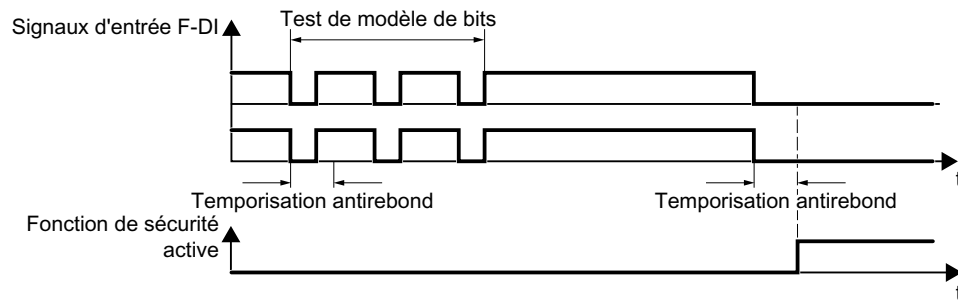 Test de modèle de bits
Signaux d'entrée F-DI
t
Temporisation antirebond
Temporisation antirebond
Fonction de sécurité
active
t